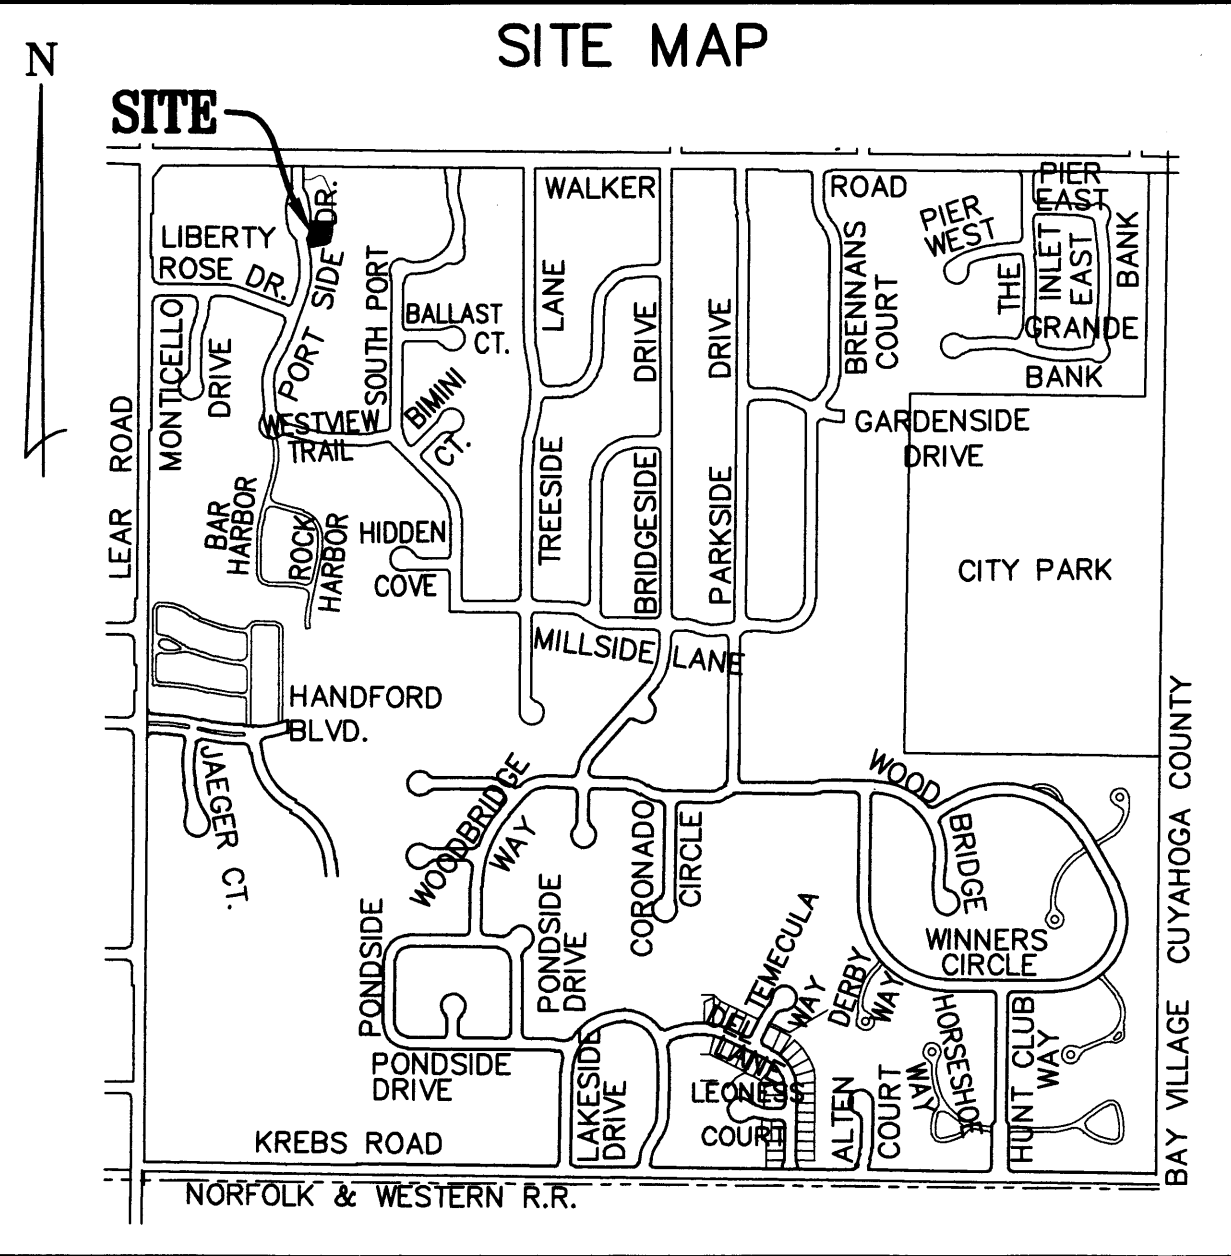 SITE MAP
N
SITE
WALKER
ROAD
PIER
EAST
PIER
WEST
LIBERTY
ROSE DR.
PORT SIDE DR.
SOUTH PORT
LANE
DRIVE
DRIVE
BRENNANS
COURT
THE
INLET
EAST
BANK
GRANDE
BANK
BALLAST
CT.
MONTICELLO
DRIVE
BIMINI
CT.
WESTVIEW
TRAIL
GARDENSIDE
DRIVE
LEAR ROAD
BAR
HARBOR
ROCK
HARBOR
HIDDEN
COVE
TREESIDE
BRIDGESIDE
PARKSIDE
CITY PARK
MILLSIDE LANE
HANDFORD
BLVD.
JAEGER CT.
WOODBRIDGE
WAY
WOOD
BRIDGE
CORONADO
CIRCLE
PONDSIDE
PONDSIDE
DRIVE
WINNERS
CIRCLE
TEMECULA
WAY
DERBY
WAY
DEL
LANE
HORSESHOE
WAY
HUNT CLUB
WAY
PONDSIDE
DRIVE
LAKESIDE
DRIVE
LEONESS
COURT
ALTEN
COURT
KREBS ROAD
NORFOLK & WESTERN R.R.
BAY VILLAGE CUYAHOGA COUNTY